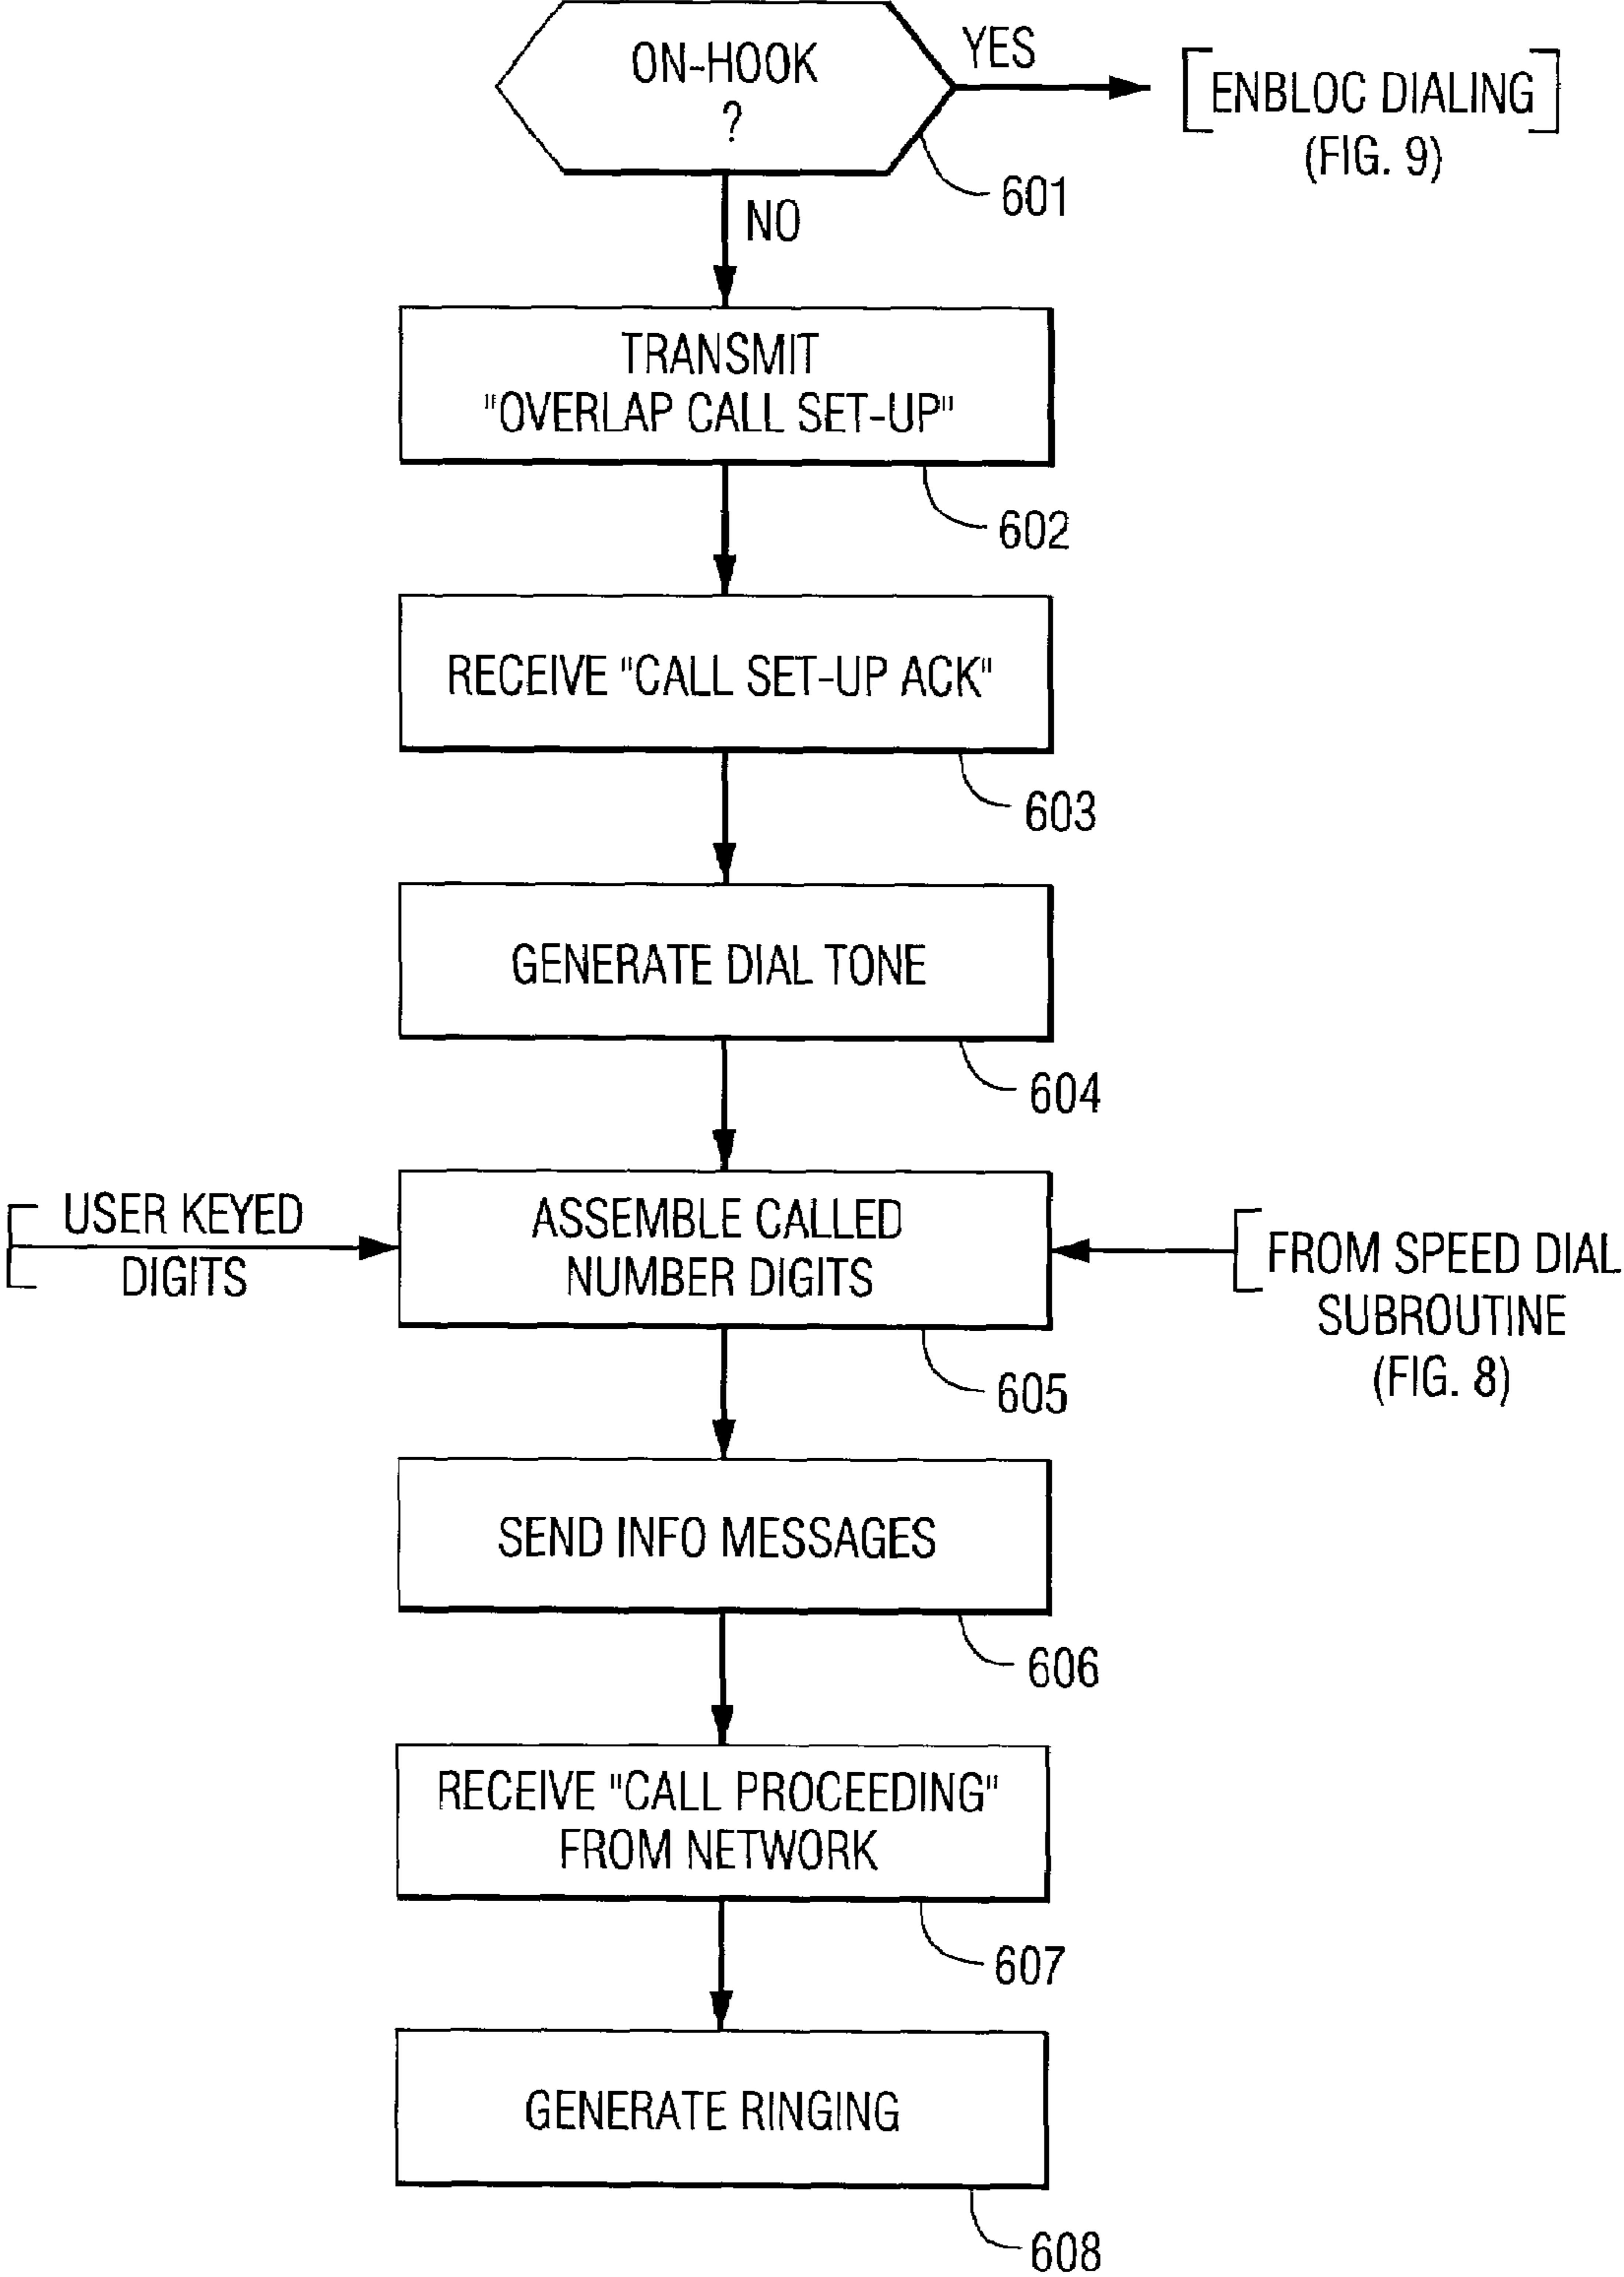 ON-HOOK
?
YES
[ENBLOC DIALING]
(FIG. 9)
601
NO
TRANSMIT
"OVERLAP CALL SET-UP"
602
RECEIVE "CALL SET-UP ACK"
603
GENERATE DIAL TONE
604
USER KEYED
DIGITS
ASSEMBLE CALLED
NUMBER DIGITS
FROM SPEED DIAL
SUBROUTINE
(FIG. 8)
605
SEND INFO MESSAGES
606
RECEIVE "CALL PROCEEDING"
FROM NETWORK
607
GENERATE RINGING
608